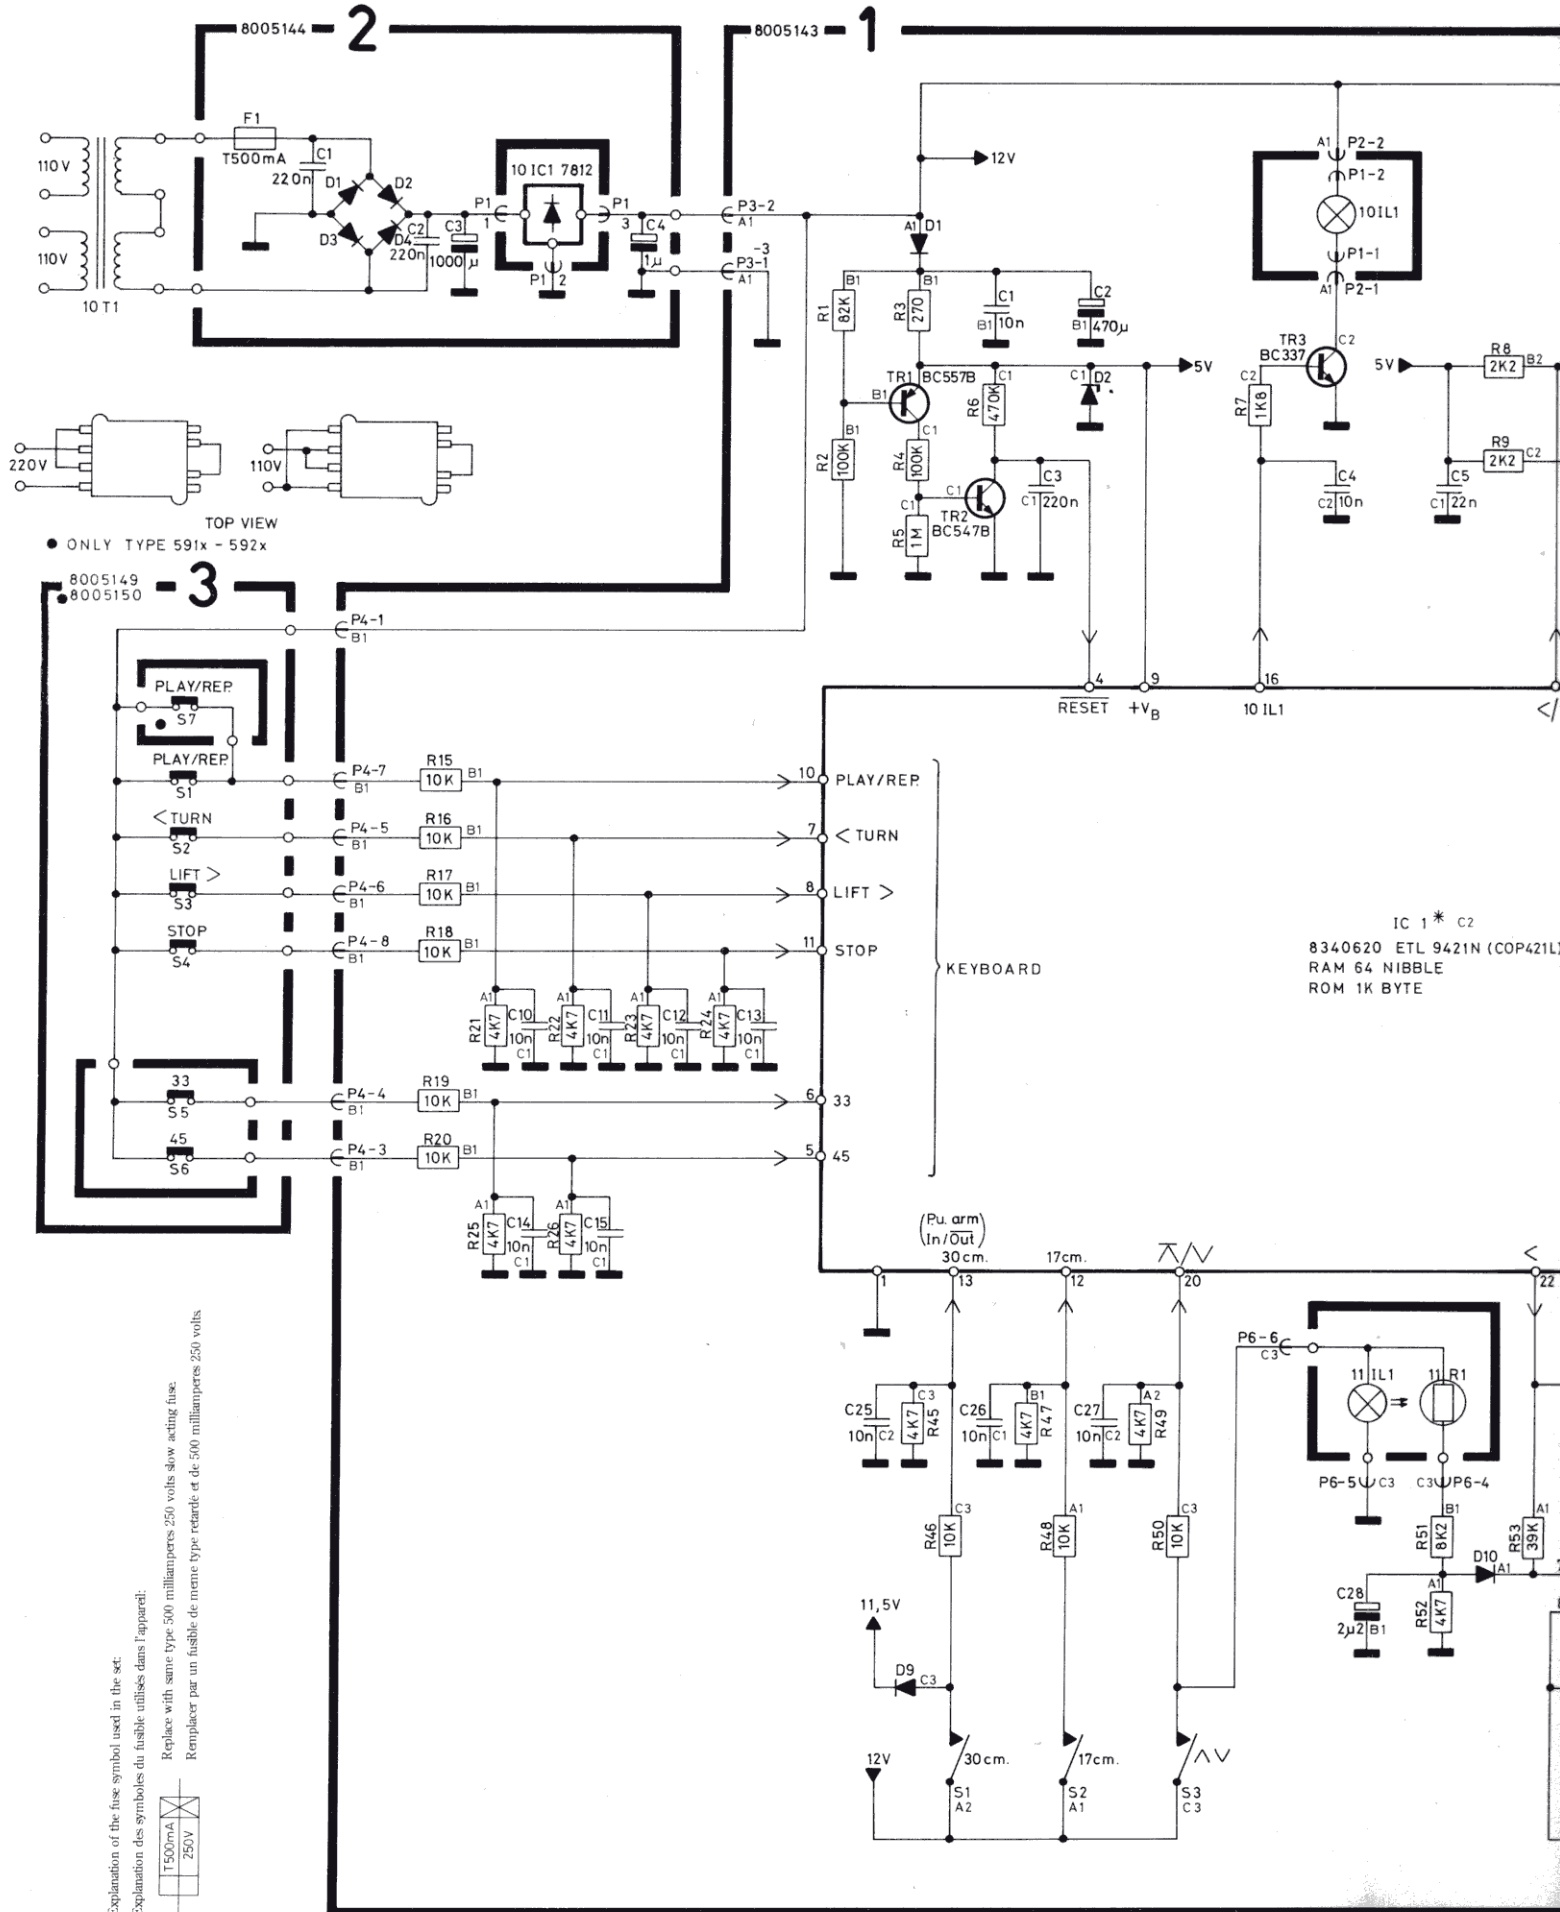 8005144 2
8005143 1
F1
T500mA
C1
220n
D1
D2
D3
D4
C2
220n
C3
1000µ
P1
1
10 IC1 7812
P1
3
P1 2
C4
1µ
P3-2
A1
-3
P3-1
A1
110V
110V
10T1
12V
A1 D1
B1
R1
82K
B1
R3
270
C1
B1 10n
C2
B1 470µ
TR1
BC557B
B1
B1
R2
100K
C1
R4
100K
C1
R6
470K
C1 D2
5V
C1
R5
1M
C1
TR2
BC547B
C3
C1 220n
A1 P2-2
P1-2
10IL1
P1-1
A1 P2-1
TR3
BC337
C2
C2
R7
1K8
C4
C2 10n
5V
R8
2K2
B2
R9
2K2
C2
C5
C1 22n
220V
110V
TOP VIEW
● ONLY TYPE 591x - 592x
8005149
● 8005150
3
P4-1
B1
PLAY/REP.
S7
PLAY/REP.
S1
P4-7
B1
R15
10K
B1
10
PLAY/REP.
< TURN
S2
P4-5
B1
R16
10K
B1
7
< TURN
LIFT >
S3
P4-6
B1
R17
10K
B1
8
LIFT >
STOP
S4
P4-8
B1
R18
10K
B1
11
STOP
4
RESET
9
+VB
16
10 IL1
</
KEYBOARD
IC 1 * C2
8340620 ETL 9421N (COP421L)
RAM 64 NIBBLE
ROM 1K BYTE
A1
R21
4K7
C10
10n
C1
A1
R22
4K7
C11
10n
C1
A1
R23
4K7
C12
10n
C1
A1
R24
4K7
C13
10n
C1
33
S5
P4-4
B1
R19
10K
B1
6
33
45
S6
P4-3
B1
R20
10K
B1
5
45
A1
R25
4K7
C14
10n
C1
A1
R26
4K7
C15
10n
C1
(Pu. arm)
(In/Out)
30cm.
17cm.
<
1
13
12
20
22
C25
10n C2
C3
4K7
R45
C26
10n C1
B1
4K7
R47
C27
10n C2
A2
4K7
R49
P6-6
C3
11 IL1
11 R1
P6-5 C3
C3 P6-4
R46
10K
C3
R48
10K
A1
R50
10K
C3
R51
8K2
B1
R53
39K
A1
D10
A1
C28
2µ2 B1
A1
R52
4K7
11,5V
D9
C3
12V
30cm.
S1
A2
17cm.
S2
A1
S3
C3
Explanation of the fuse symbol used in the set:
Explanation des symboles du fusible utilisés dans l'appareil:
T500mA
250V
Replace with same type 500 milliamperes 250 volts slow acting fuse.
Remplacer par un fusible de meme type retardé et de 500 milliamperes 250 volts.